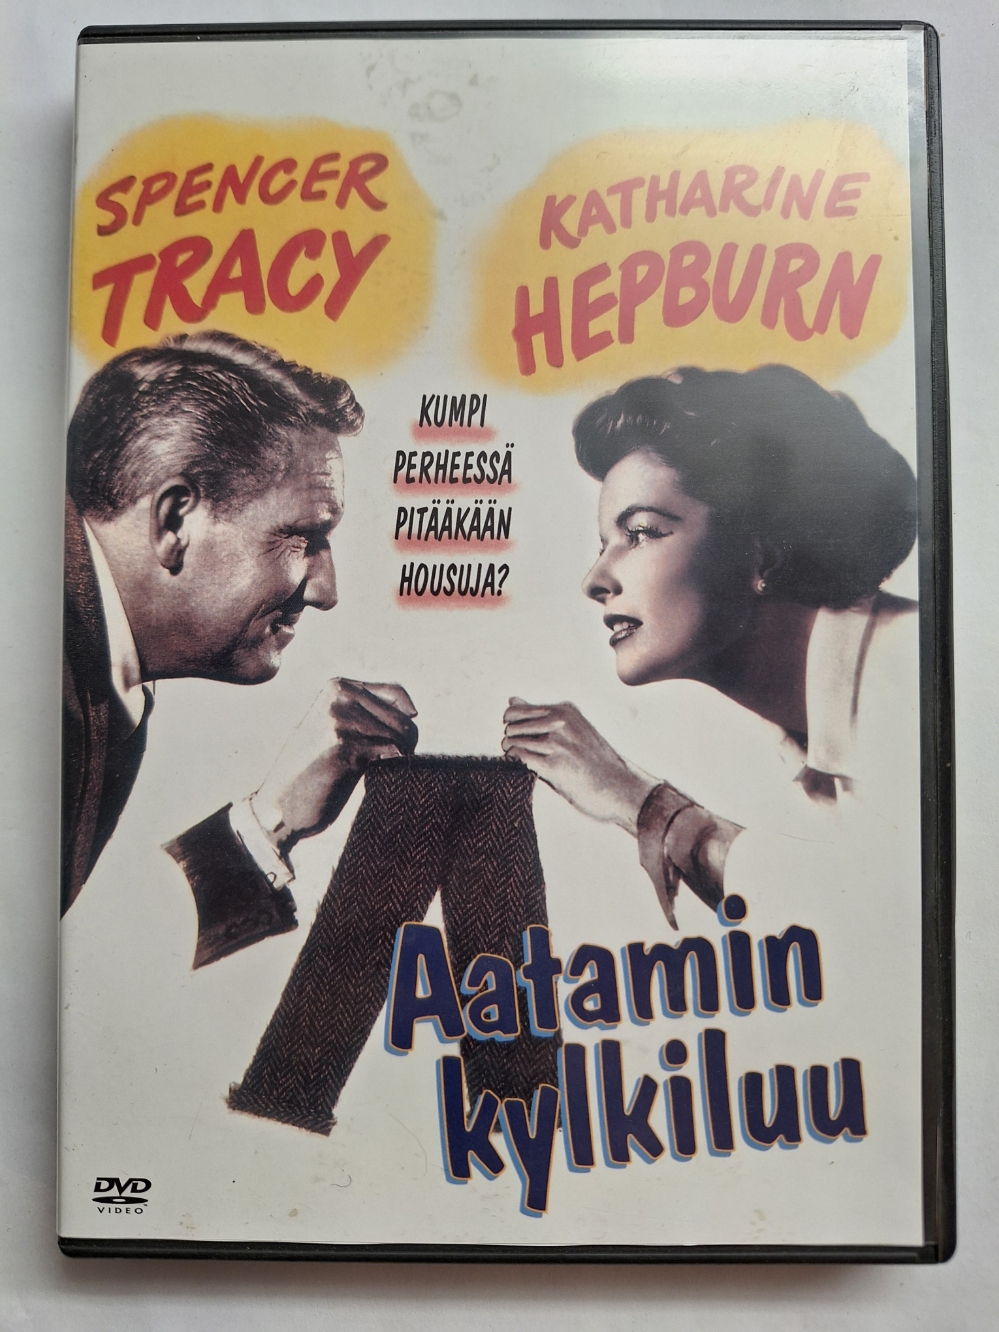 SPENCER
TRACY
KATHARINE
HEPBURN
KUMPI
PERHEESSÄ
PITÄÄKÄÄN
HOUSUJA?
Aatamin
kylkiluu
DVD
VIDEO